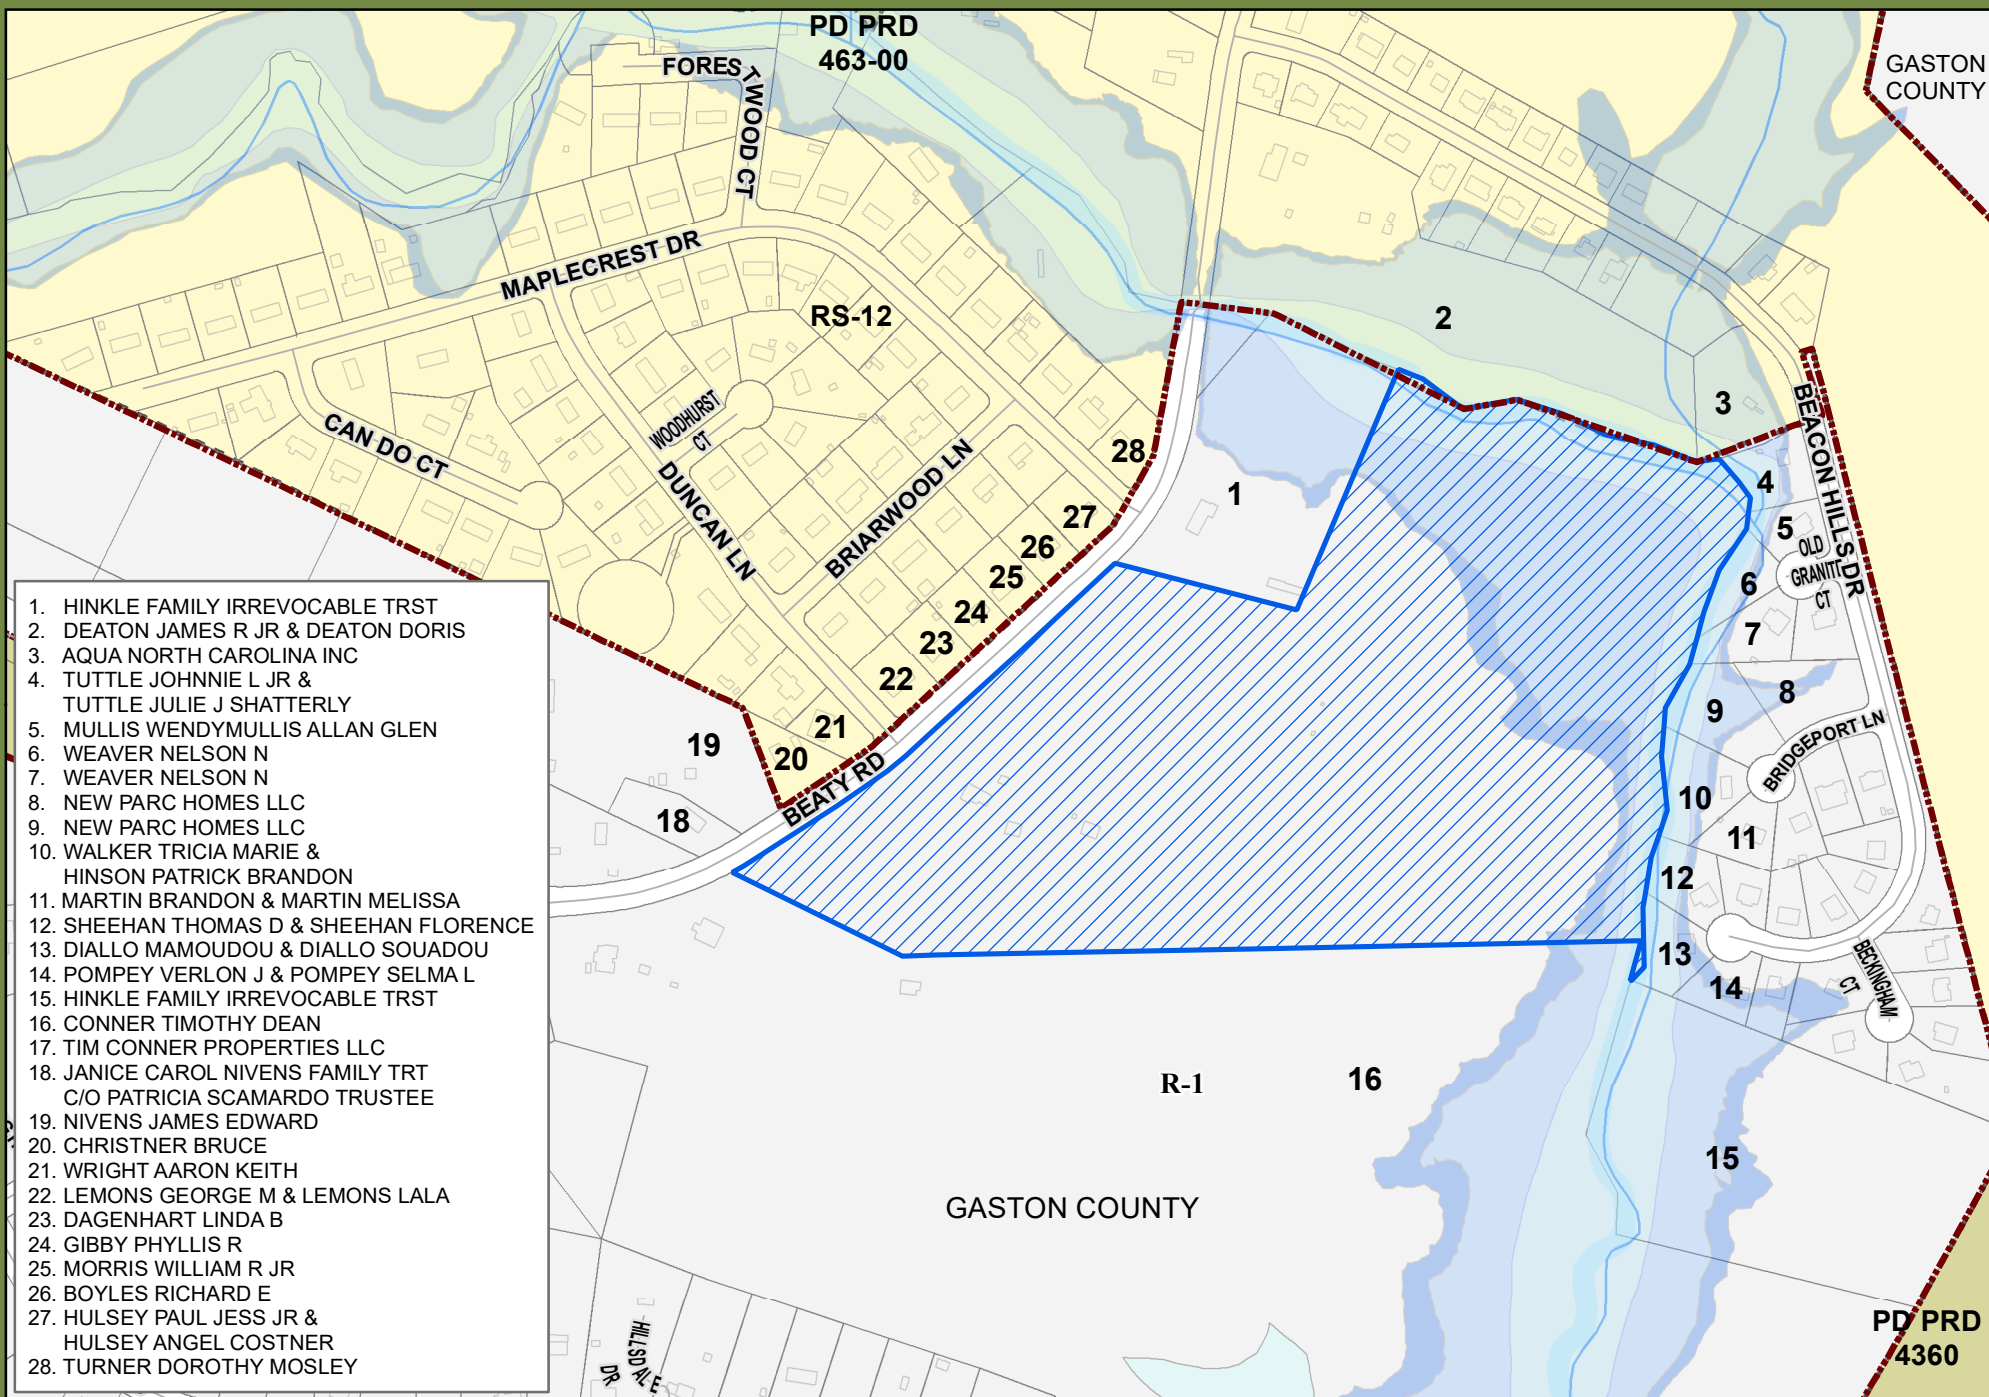 PD PRD
463-00
GASTON
COUNTY
FORESTWOOD CT
MAPLECREST DR
RS-12
2
3
WOODHURST
CT
CAN DO CT
DUNCAN LN
BRIARWOOD LN
28
27
26
25
24
23
22
21
20
19
18
1
4
5
6
7
8
9
10
11
12
13
14
BEACON HILLS DR
OLD
GRANITE
CT
BRIDGEPORT LN
BECKINGHAM
CT
BEATY RD
R-1
16
15
GASTON COUNTY
HILLSDALE
DR
PD PRD
4360
1. HINKLE FAMILY IRREVOCABLE TRST
2. DEATON JAMES R JR & DEATON DORIS
3. AQUA NORTH CAROLINA INC
4. TUTTLE JOHNNIE L JR &
TUTTLE JULIE J SHATTERLY
5. MULLIS WENDYMULLIS ALLAN GLEN
6. WEAVER NELSON N
7. WEAVER NELSON N
8. NEW PARC HOMES LLC
9. NEW PARC HOMES LLC
10. WALKER TRICIA MARIE &
HINSON PATRICK BRANDON
11. MARTIN BRANDON & MARTIN MELISSA
12. SHEEHAN THOMAS D & SHEEHAN FLORENCE
13. DIALLO MAMOUDOU & DIALLO SOUADOU
14. POMPEY VERLON J & POMPEY SELMA L
15. HINKLE FAMILY IRREVOCABLE TRST
16. CONNER TIMOTHY DEAN
17. TIM CONNER PROPERTIES LLC
18. JANICE CAROL NIVENS FAMILY TRT
C/O PATRICIA SCAMARDO TRUSTEE
19. NIVENS JAMES EDWARD
20. CHRISTNER BRUCE
21. WRIGHT AARON KEITH
22. LEMONS GEORGE M & LEMONS LALA
23. DAGENHART LINDA B
24. GIBBY PHYLLIS R
25. MORRIS WILLIAM R JR
26. BOYLES RICHARD E
27. HULSEY PAUL JESS JR &
HULSEY ANGEL COSTNER
28. TURNER DOROTHY MOSLEY